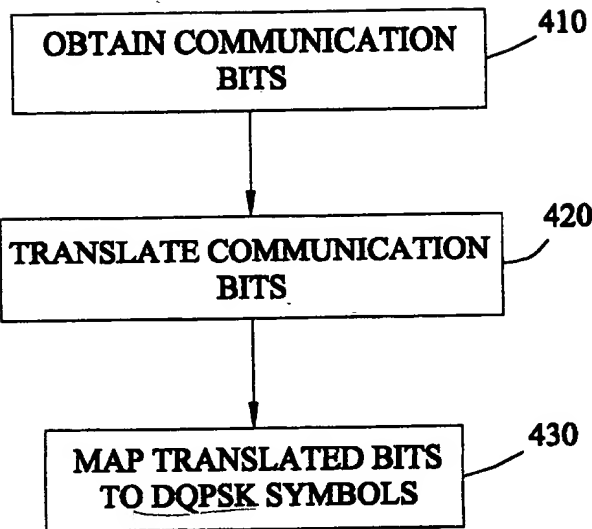 OBTAIN COMMUNICATION
BITS
410
TRANSLATE COMMUNICATION
BITS
420
MAP TRANSLATED BITS
TO DQPSK SYMBOLS
430